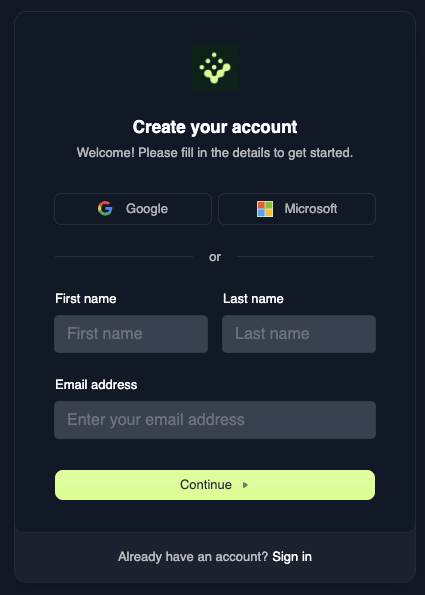 Create your account
Welcome! Please fill in the details to get started.
Google
Microsoft
or
First name
Last name
First name
Last name
Email address
Enter your email address
Continue
Already have an account? Sign in